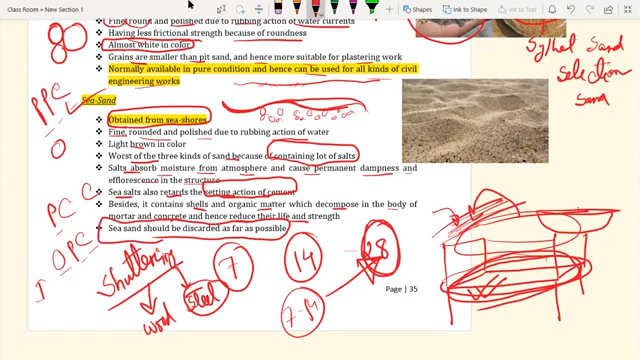 Class Room • New Section 1
Ink to Shape
Ink to Text
Fine, round and polished due to rubbing action of water currents
Having less frictional strength because of roundness
Almost white in color
Grains are smaller than pit sand, and hence more suitable for plastering work
Normally available in pure condition and hence can be used for all kinds of civil
engineering works
Sylhet Sand
Selection
Sand
80
PPC
Sea-Sand
Obtained from sea-shores
Fine, rounded and polished due to rubbing action of water
Light brown in color
Worst of the three kinds of sand because of containing lot of salts
Salts absorb moisture from atmosphere and cause permanent dampness and
efflorescence in the structure
Sea salts also retards the setting action of cement
Besides, it contains shells and organic matter which decompose in the body of
mortar and concrete and hence reduce their life and strength
Sea sand should be discarded as far as possible
PCC
OPC
I
Shuttering
wood
steel
7
14
28
Page | 35